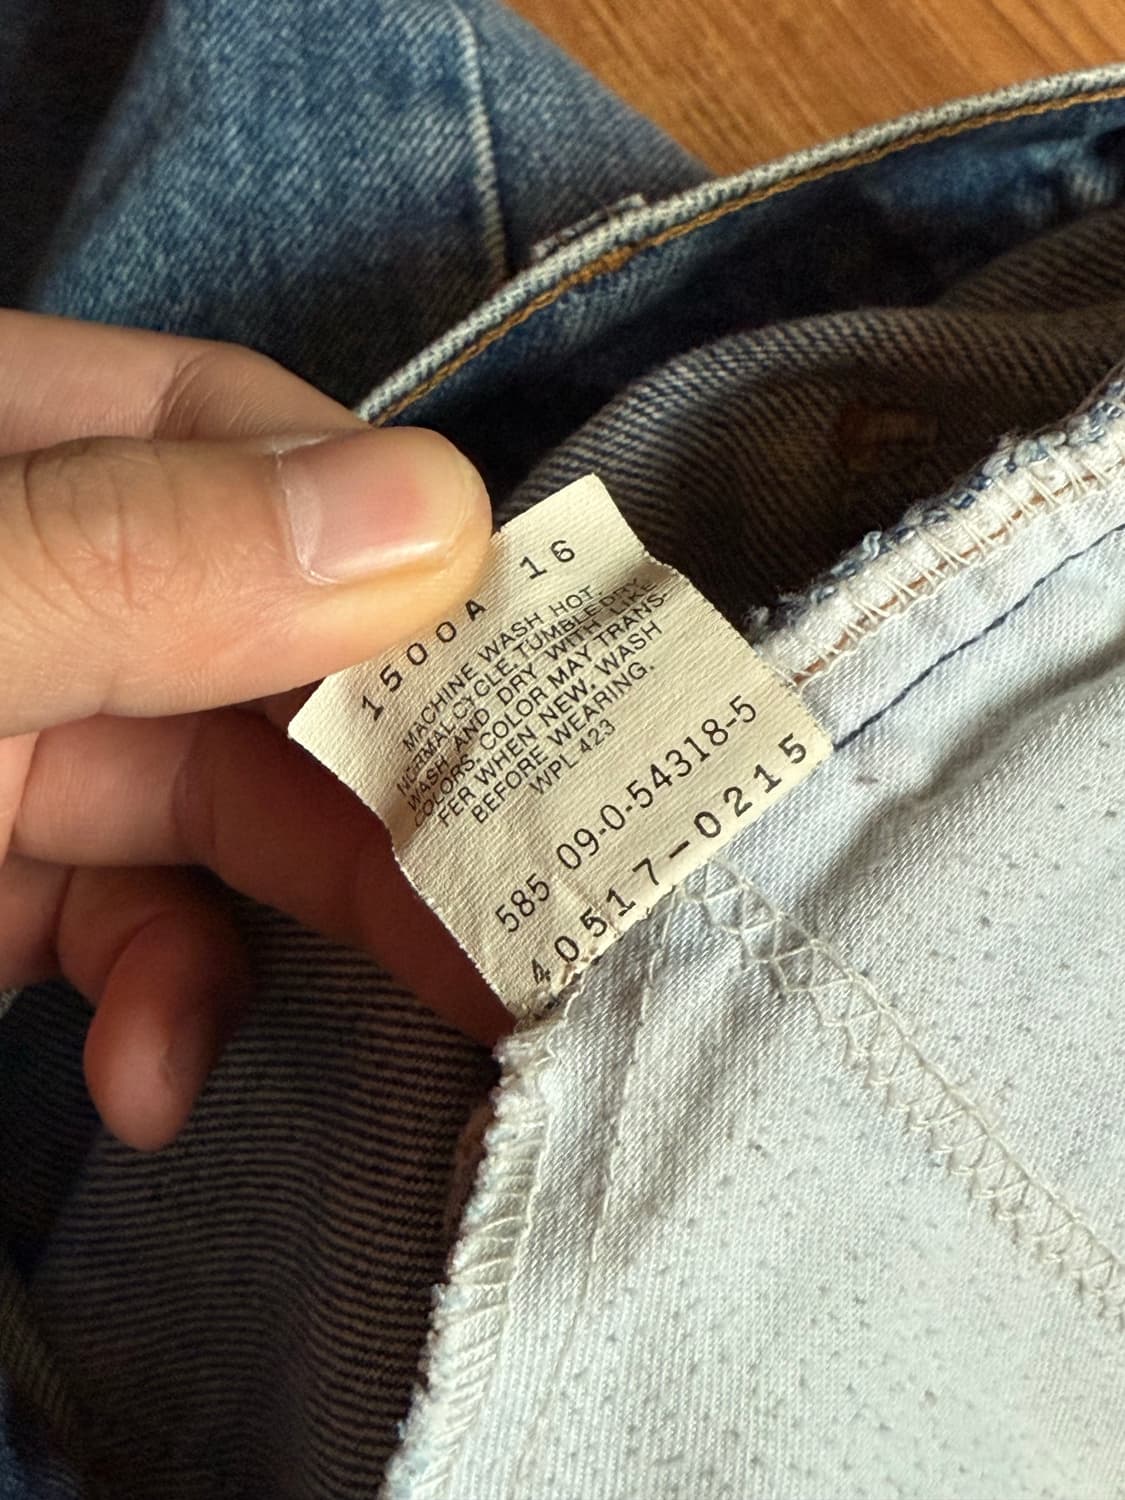 1500A 16
MACHINE WASH HOT
NORMAL CYCLE. TUMBLE DRY
WASH AND DRY WITH LIKE
COLORS. COLOR MAY TRANS-
FER WHEN NEW. WASH
BEFORE WEARING.
WPL 423
585 09-0-54318-5
40517-0215